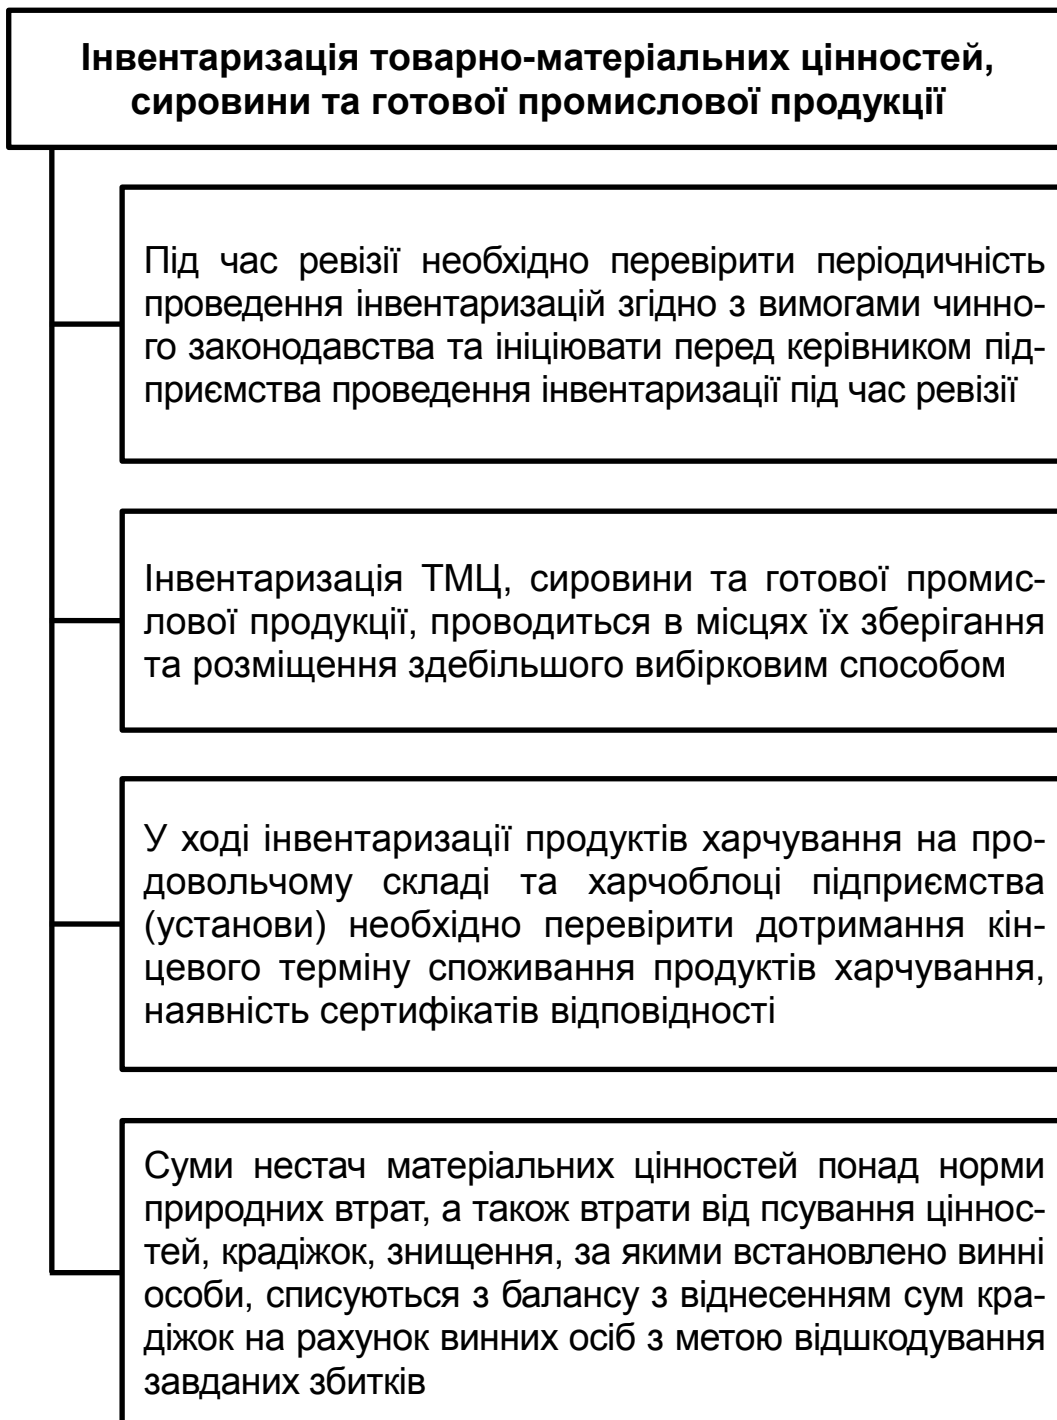 Інвентаризація товарно-матеріальних цінностей,
сировини та готової промислової продукції
Під час ревізії необхідно перевірити періодичність
проведення інвентаризацій згідно з вимогами чинно-
го законодавства та ініціювати перед керівником під-
приємства проведення інвентаризації під час ревізії
Інвентаризація ТМЦ, сировини та готової промис-
лової продукції, проводиться в місцях їх зберігання
та розміщення здебільшого вибірковим способом
У ході інвентаризації продуктів харчування на про-
довольчому складі та харчоблоці підприємства
(установи) необхідно перевірити дотримання кін-
цевого терміну споживання продуктів харчування,
наявність сертифікатів відповідності
Суми нестач матеріальних цінностей понад норми
природних втрат, а також втрати від псування ціннос-
тей, крадіжок, знищення, за якими встановлено винні
особи, списуються з балансу з віднесенням сум кра-
діжок на рахунок винних осіб з метою відшкодування
завданих збитків